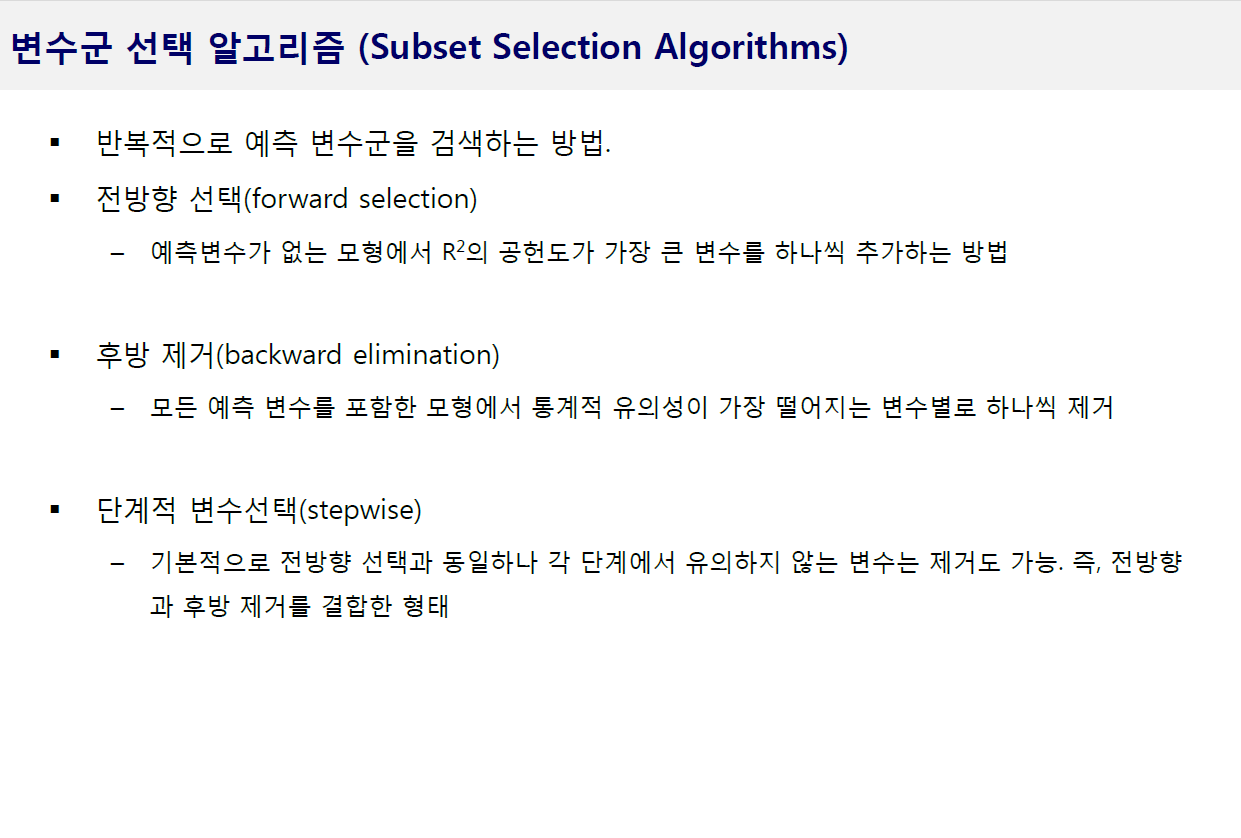 변수군 선택 알고리즘 (Subset Selection Algorithms)
▪ 반복적으로 예측 변수군을 검색하는 방법.
▪ 전방향 선택(forward selection)
– 예측변수가 없는 모형에서 R²의 공헌도가 가장 큰 변수를 하나씩 추가하는 방법
▪ 후방 제거(backward elimination)
– 모든 예측 변수를 포함한 모형에서 통계적 유의성이 가장 떨어지는 변수별로 하나씩 제거
▪ 단계적 변수선택(stepwise)
– 기본적으로 전방향 선택과 동일하나 각 단계에서 유의하지 않는 변수는 제거도 가능. 즉, 전방향
과 후방 제거를 결합한 형태